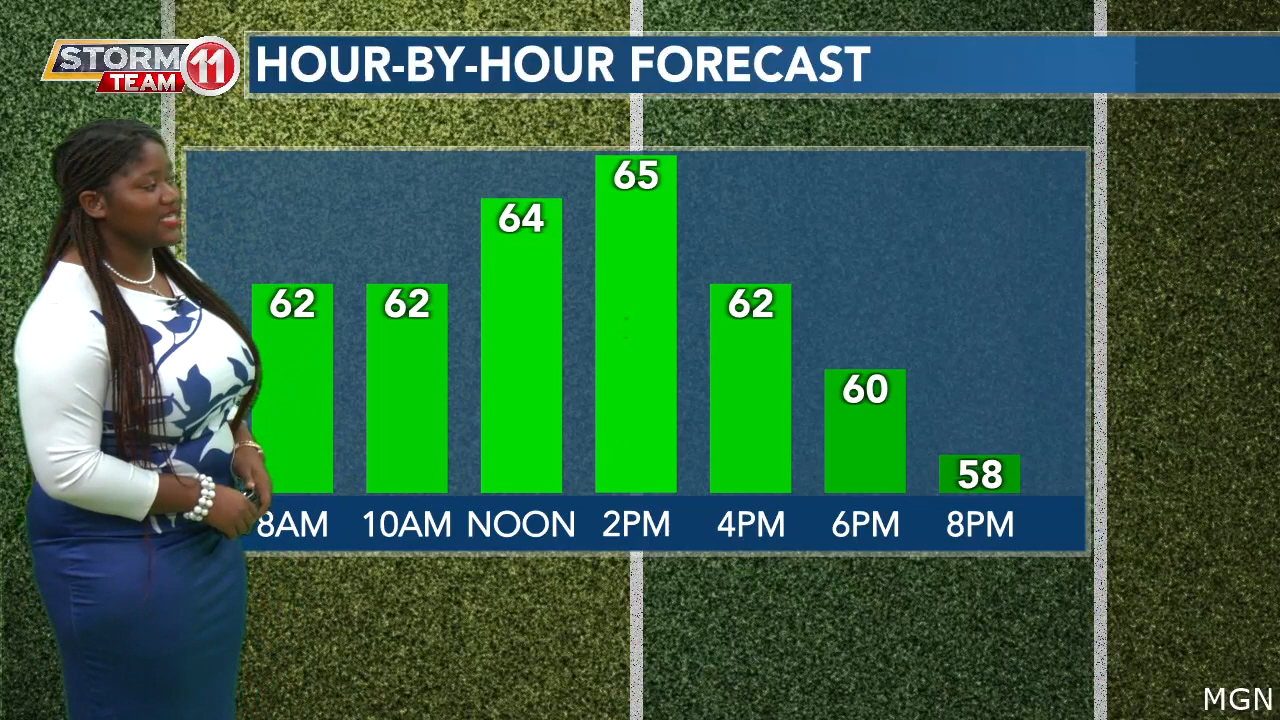 STORM
TEAM
11
HOUR-BY-HOUR FORECAST
62 62 64 65 62 60 58
8AM 10AM NOON 2PM 4PM 6PM 8PM
MGN